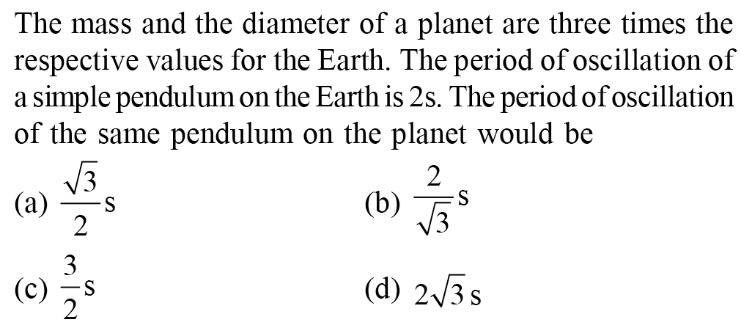 The mass and the diameter of a planet are three times the
respective values for the Earth. The period of oscillation of
a simple pendulum on the Earth is 2s. The period of oscillation
of the same pendulum on the planet would be
(a) √3/2 s (b) 2/√3 s
(c) 3/2 s (d) 2√3 s